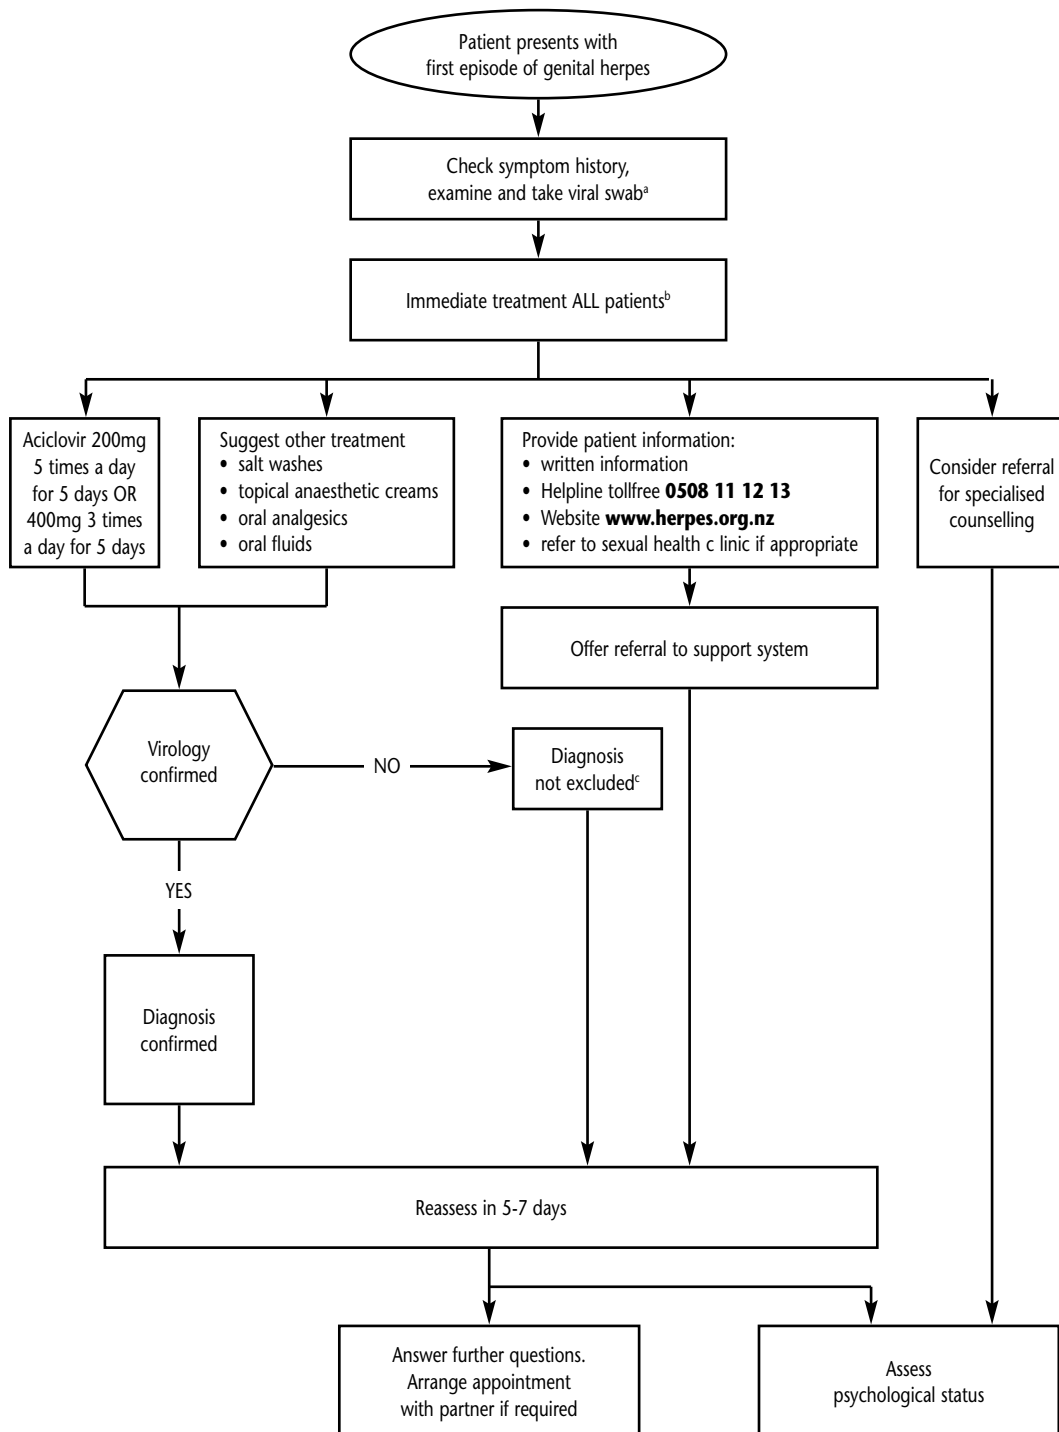 Patient presents with
first episode of genital herpes
Check symptom history,
examine and take viral swabᵃ
Immediate treatment ALL patientsᵇ
Aciclovir 200mg
5 times a day
for 5 days OR
400mg 3 times
a day for 5 days
Suggest other treatment
• salt washes
• topical anaesthetic creams
• oral analgesics
• oral fluids
Provide patient information:
• written information
• Helpline tollfree 0508 11 12 13
• Website www.herpes.org.nz
• refer to sexual health c linic if appropriate
Consider referral
for specialised
counselling
Offer referral to support system
Virology
confirmed
NO
Diagnosis
not excludedᶜ
YES
Diagnosis
confirmed
Reassess in 5-7 days
Answer further questions.
Arrange appointment
with partner if required
Assess
psychological status